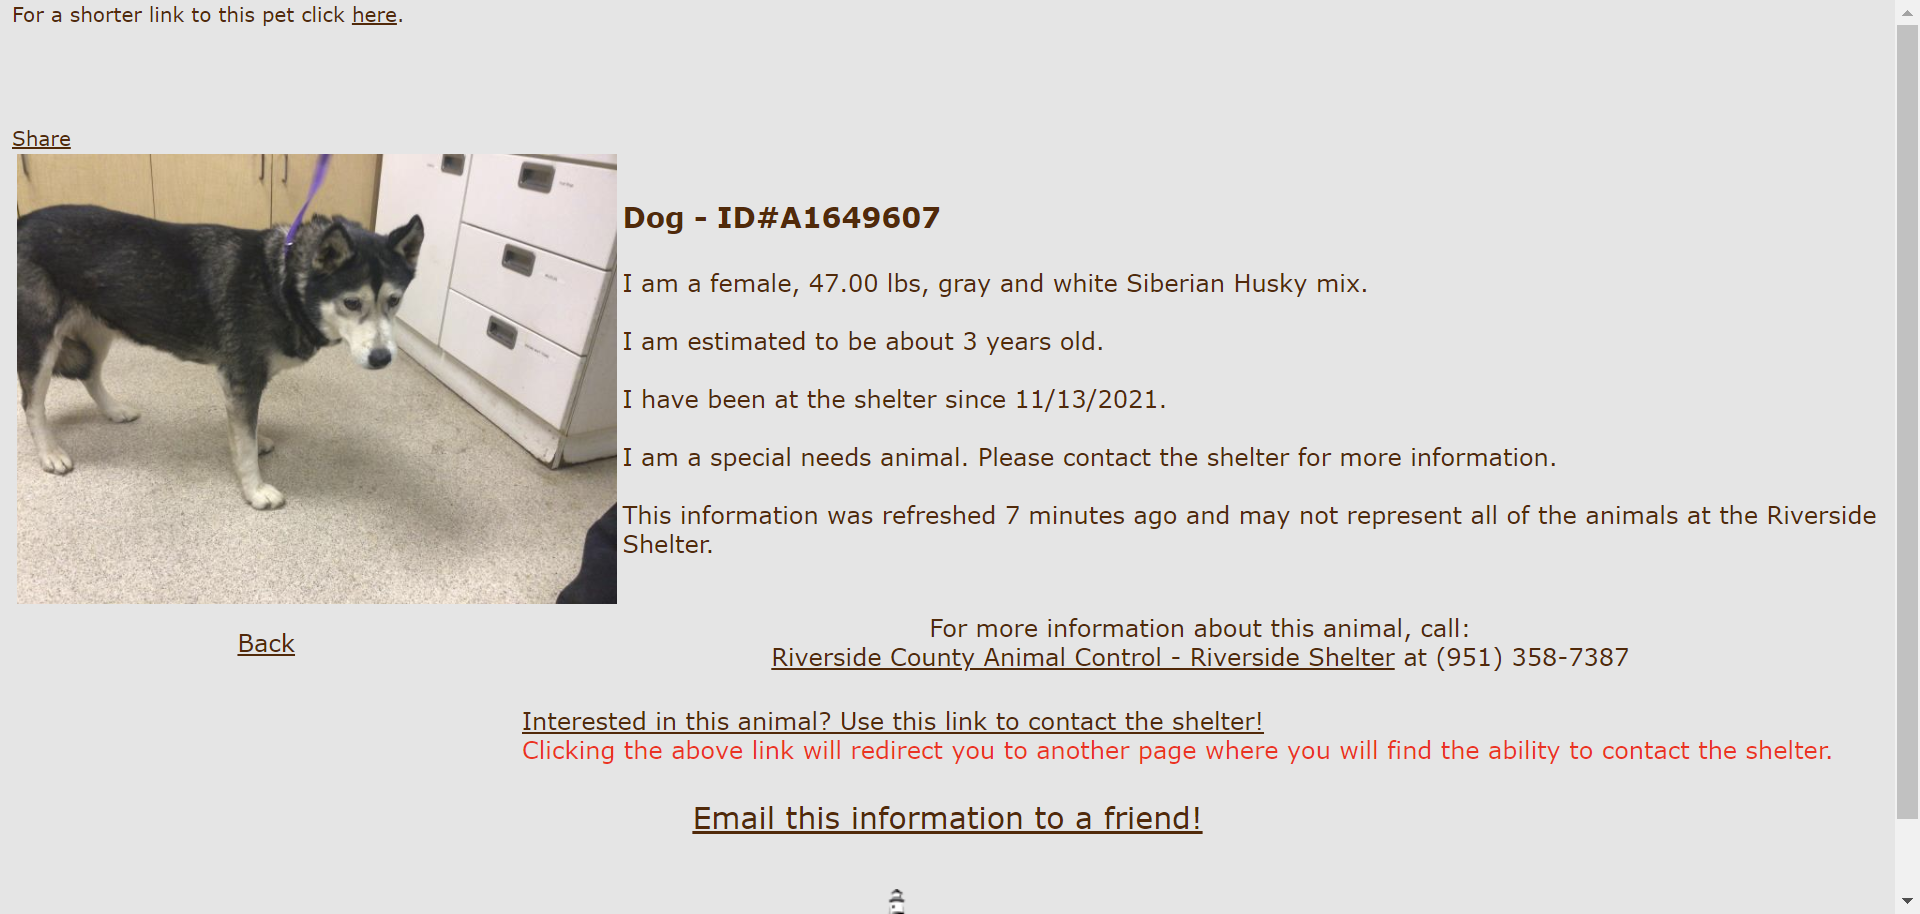 For a shorter link to this pet click here.
Share
Dog - ID#A1649607
I am a female, 47.00 lbs, gray and white Siberian Husky mix.
I am estimated to be about 3 years old.
I have been at the shelter since 11/13/2021.
I am a special needs animal. Please contact the shelter for more information.
This information was refreshed 7 minutes ago and may not represent all of the animals at the Riverside
Shelter.
Back
For more information about this animal, call:
Riverside County Animal Control - Riverside Shelter at (951) 358-7387
Interested in this animal? Use this link to contact the shelter!
Clicking the above link will redirect you to another page where you will find the ability to contact the shelter.
Email this information to a friend!